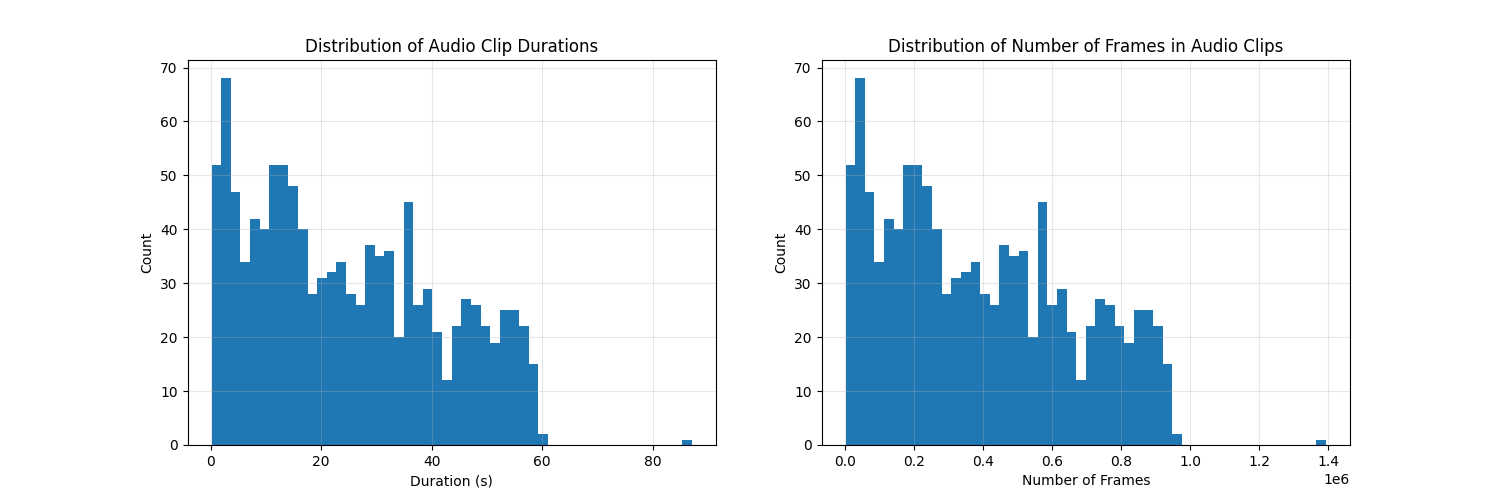 Distribution of Audio Clip Durations
70
60
50
40
30
20
10
0
Count
0 20 40 60 80
Duration (s)
Distribution of Number of Frames in Audio Clips
70
60
50
40
30
20
10
0
Count
0.0 0.2 0.4 0.6 0.8 1.0 1.2 1.4
1e6
Number of Frames